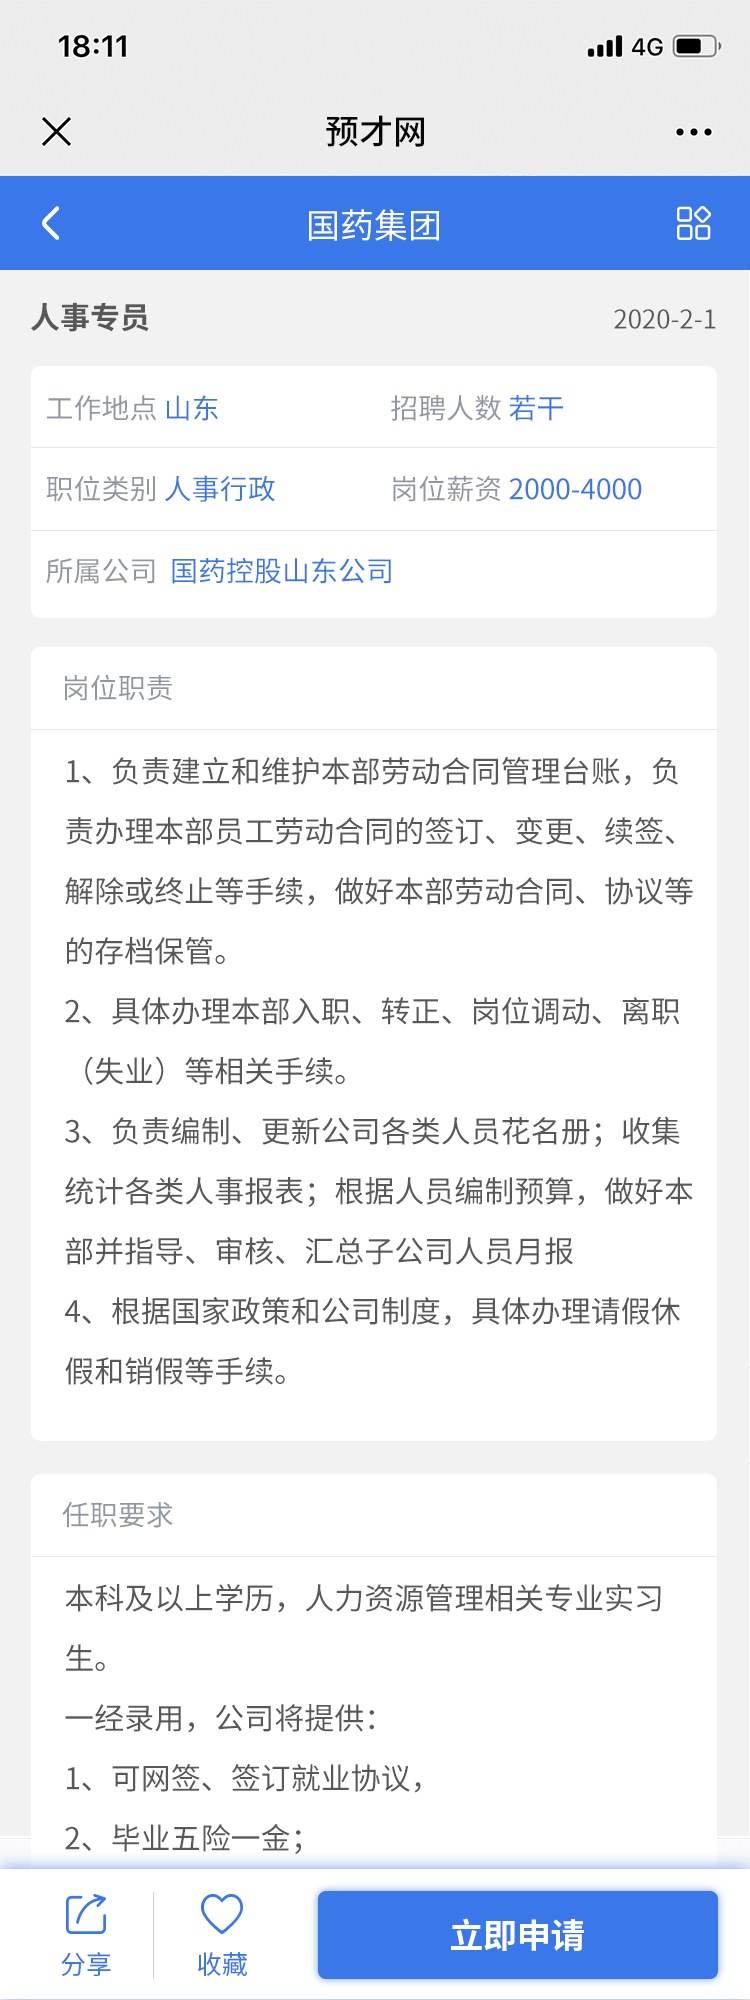 18:11 4G
预才网
国药集团
人事专员 2020-2-1
工作地点 山东 招聘人数 若干
职位类别 人事行政 岗位薪资 2000-4000
所属公司 国药控股山东公司
岗位职责
1、负责建立和维护本部劳动合同管理台账，负
责办理本部员工劳动合同的签订、变更、续签、
解除或终止等手续，做好本部劳动合同、协议等
的存档保管。
2、具体办理本部入职、转正、岗位调动、离职
（失业）等相关手续。
3、负责编制、更新公司各类人员花名册；收集
统计各类人事报表；根据人员编制预算，做好本
部并指导、审核、汇总子公司人员月报
4、根据国家政策和公司制度，具体办理请假休
假和销假等手续。
任职要求
本科及以上学历，人力资源管理相关专业实习
生。
一经录用，公司将提供：
1、可网签、签订就业协议，
2、毕业五险一金；
分享 收藏 立即申请